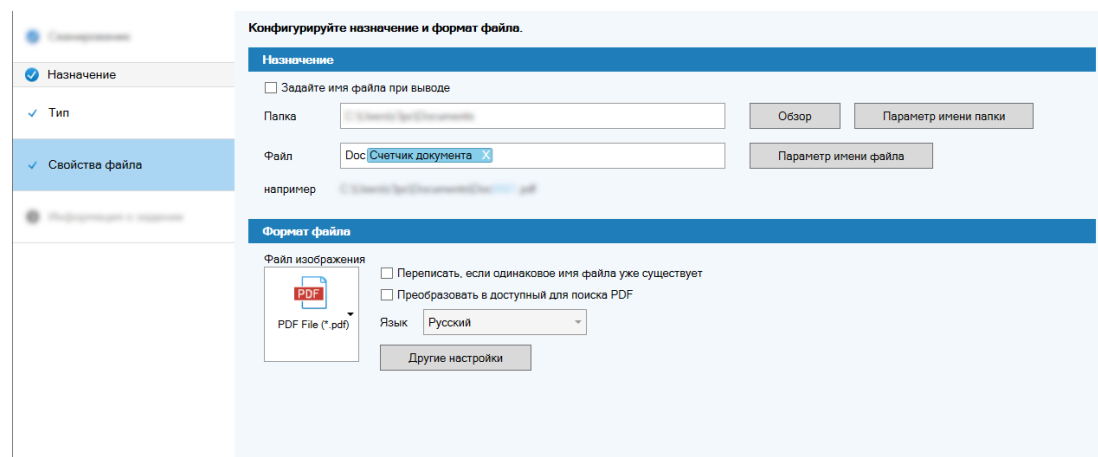 Конфигурируйте назначение и формат файла.
Назначение
Назначение
Задайте имя файла при выводе
Тип
Папка
Обзор
Параметр имени папки
Свойства файла
Файл
Doc Счетчик документа X
Параметр имени файла
например
Формат файла
Файл изображения
Переписать, если одинаковое имя файла уже существует
PDF
Преобразовать в доступный для поиска PDF
PDF File (*.pdf)
Язык
Русский
Другие настройки